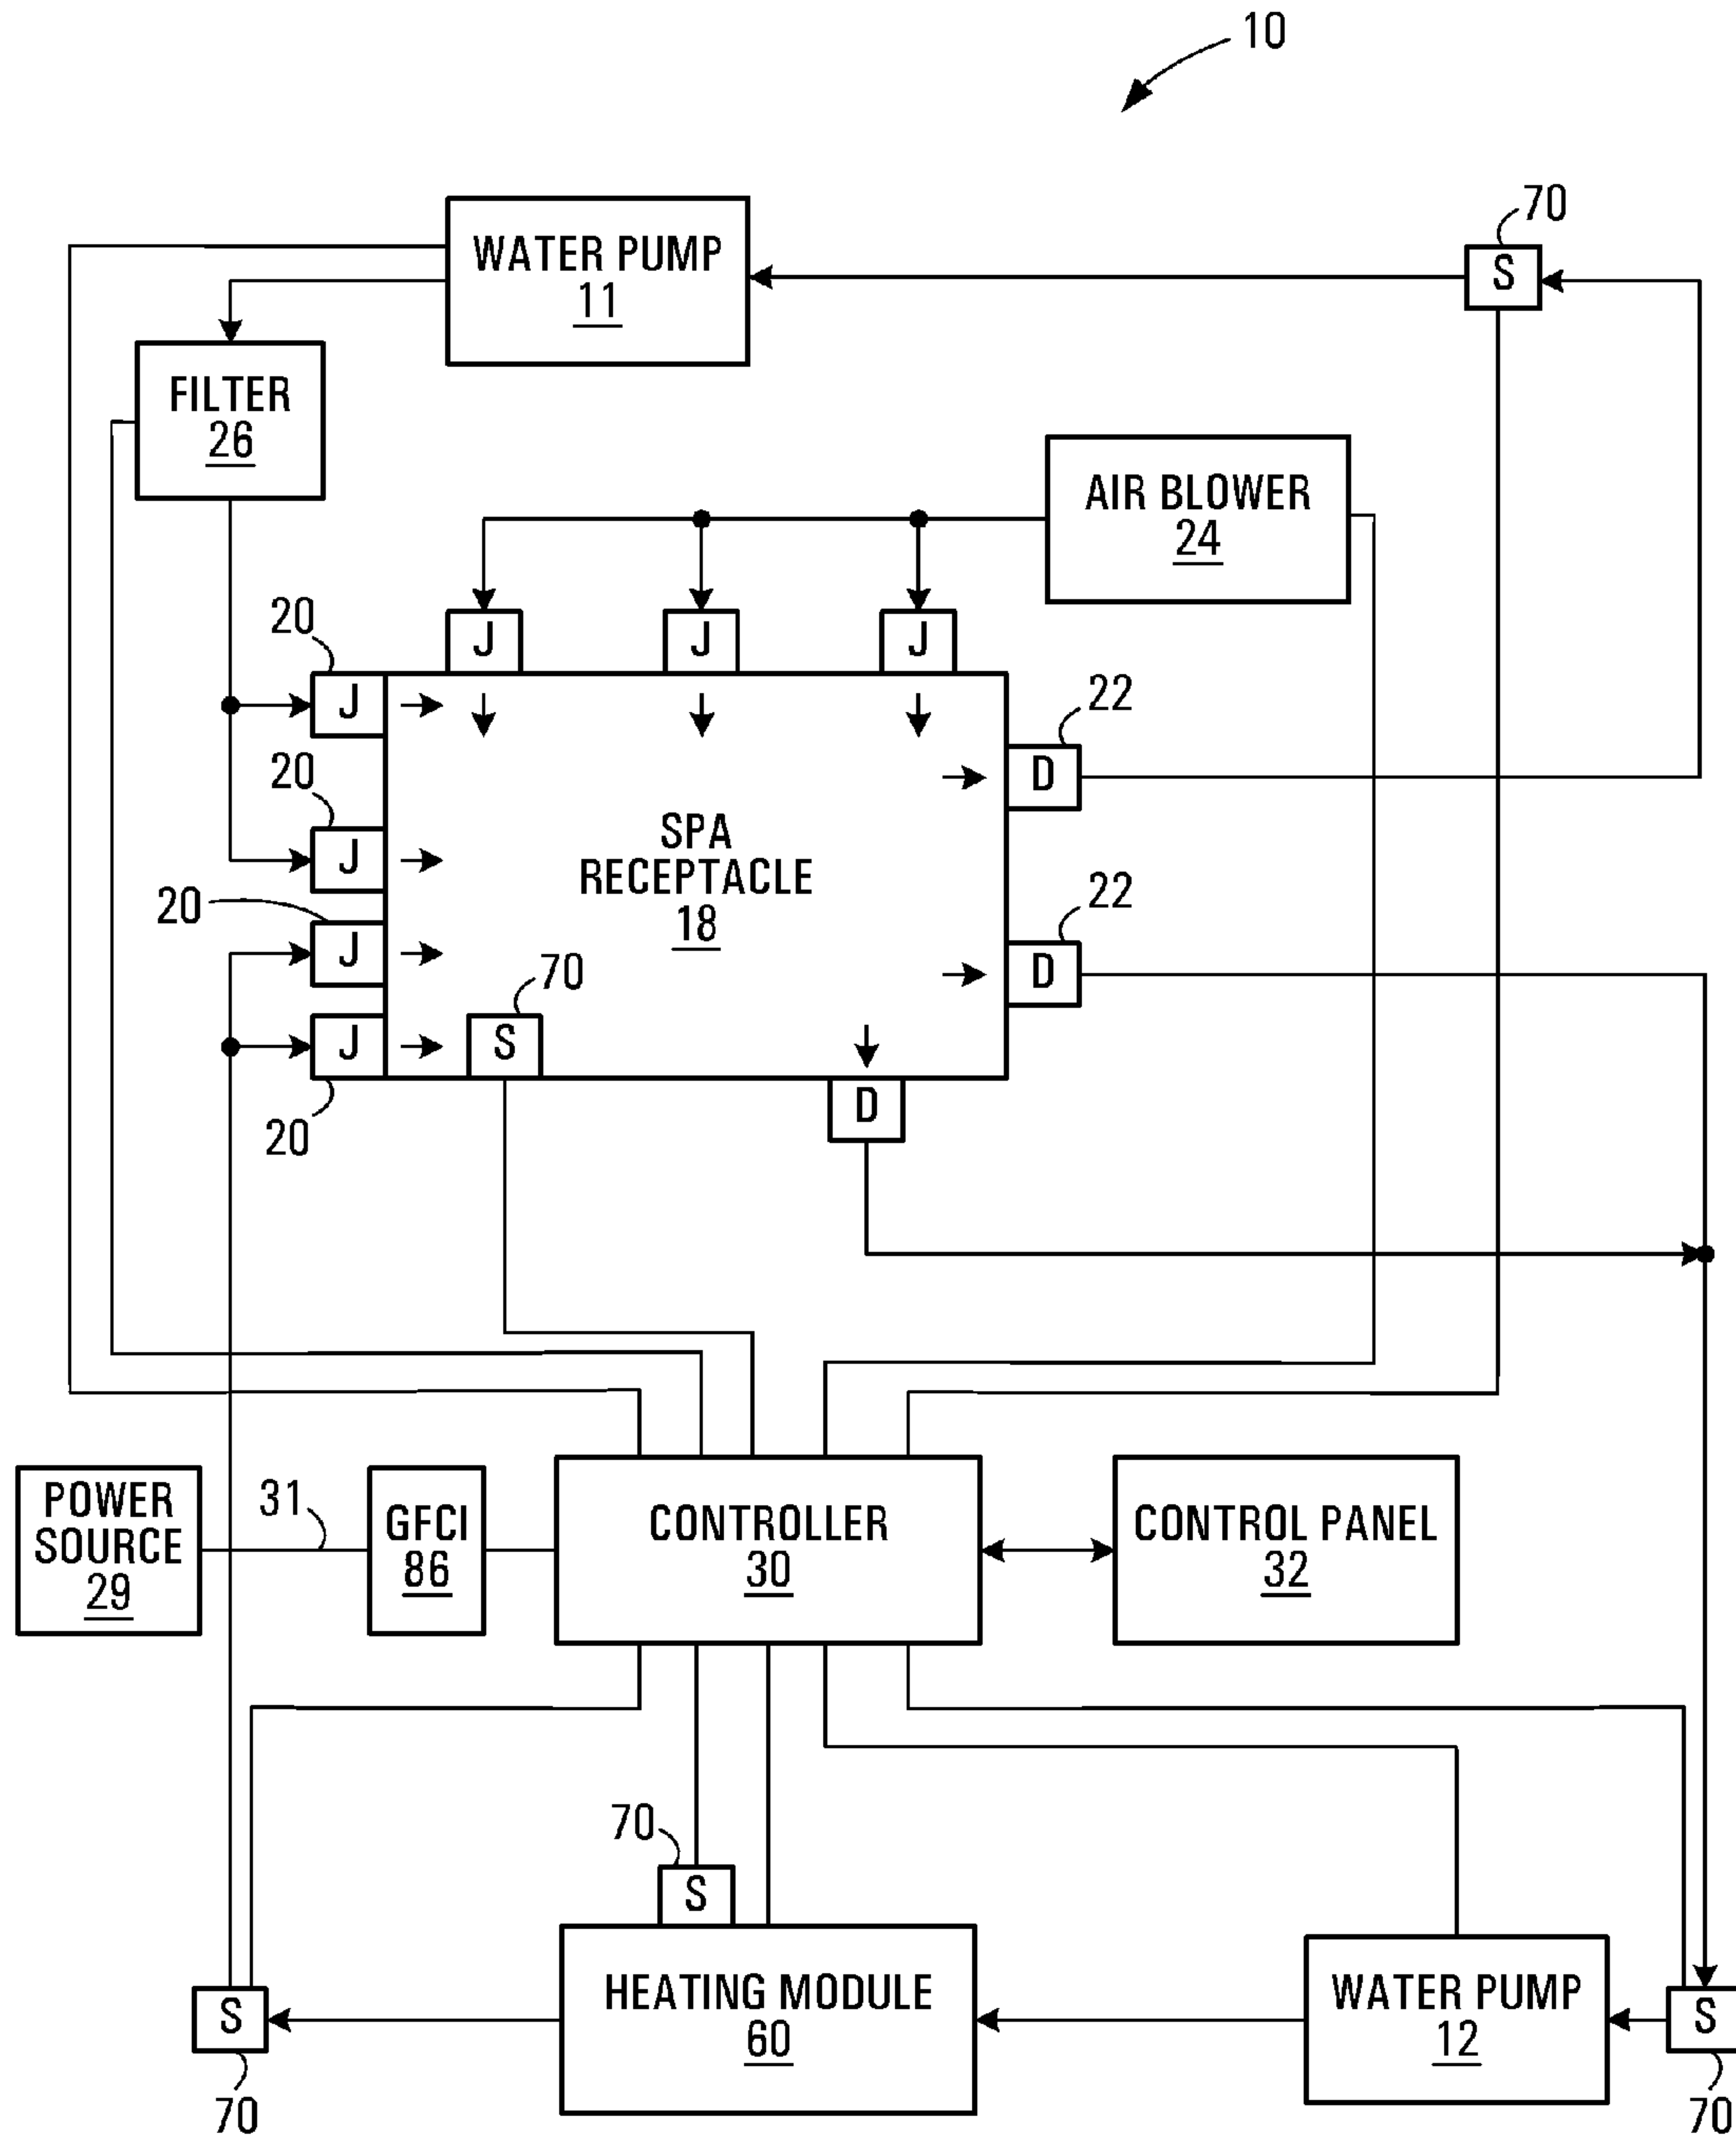 10
70
WATER PUMP
11
S
FILTER
26
AIR BLOWER
24
20
J
J
J
J
22
D
20
J
SPA
RECEPTACLE
18
20
J
22
D
70
S
J
20
D
POWER
SOURCE
29
31
GFCI
86
CONTROLLER
30
CONTROL PANEL
32
70
S
HEATING MODULE
60
WATER PUMP
12
S
70
S
70